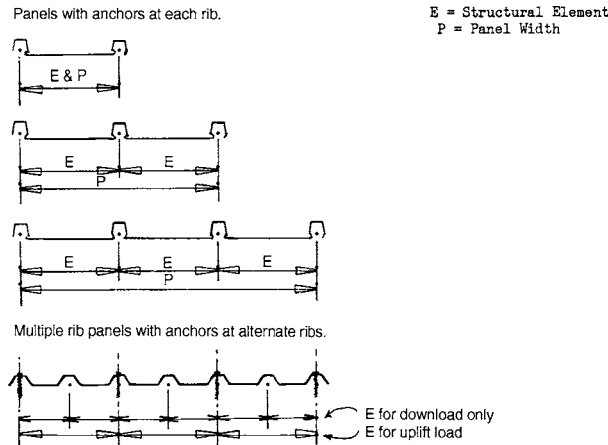 Panels with anchors at each rib.
E = Structural Element
P = Panel Width
E & P
E E
P
E E E
P
Multiple rib panels with anchors at alternate ribs.
E for download only
E for uplift load